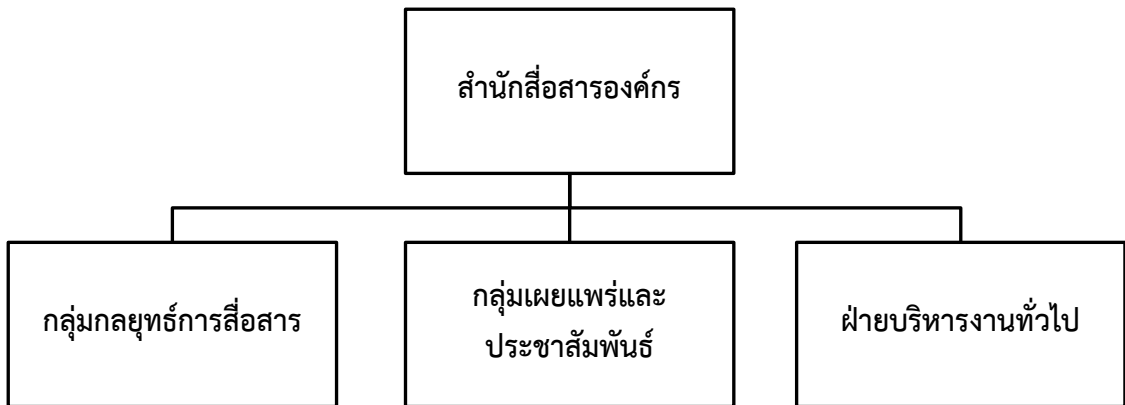 สำนักสื่อสารองค์กร
กลุ่มกลยุทธ์การสื่อสาร
กลุ่มเผยแพร่และ
ประชาสัมพันธ์
ฝ่ายบริหารงานทั่วไป